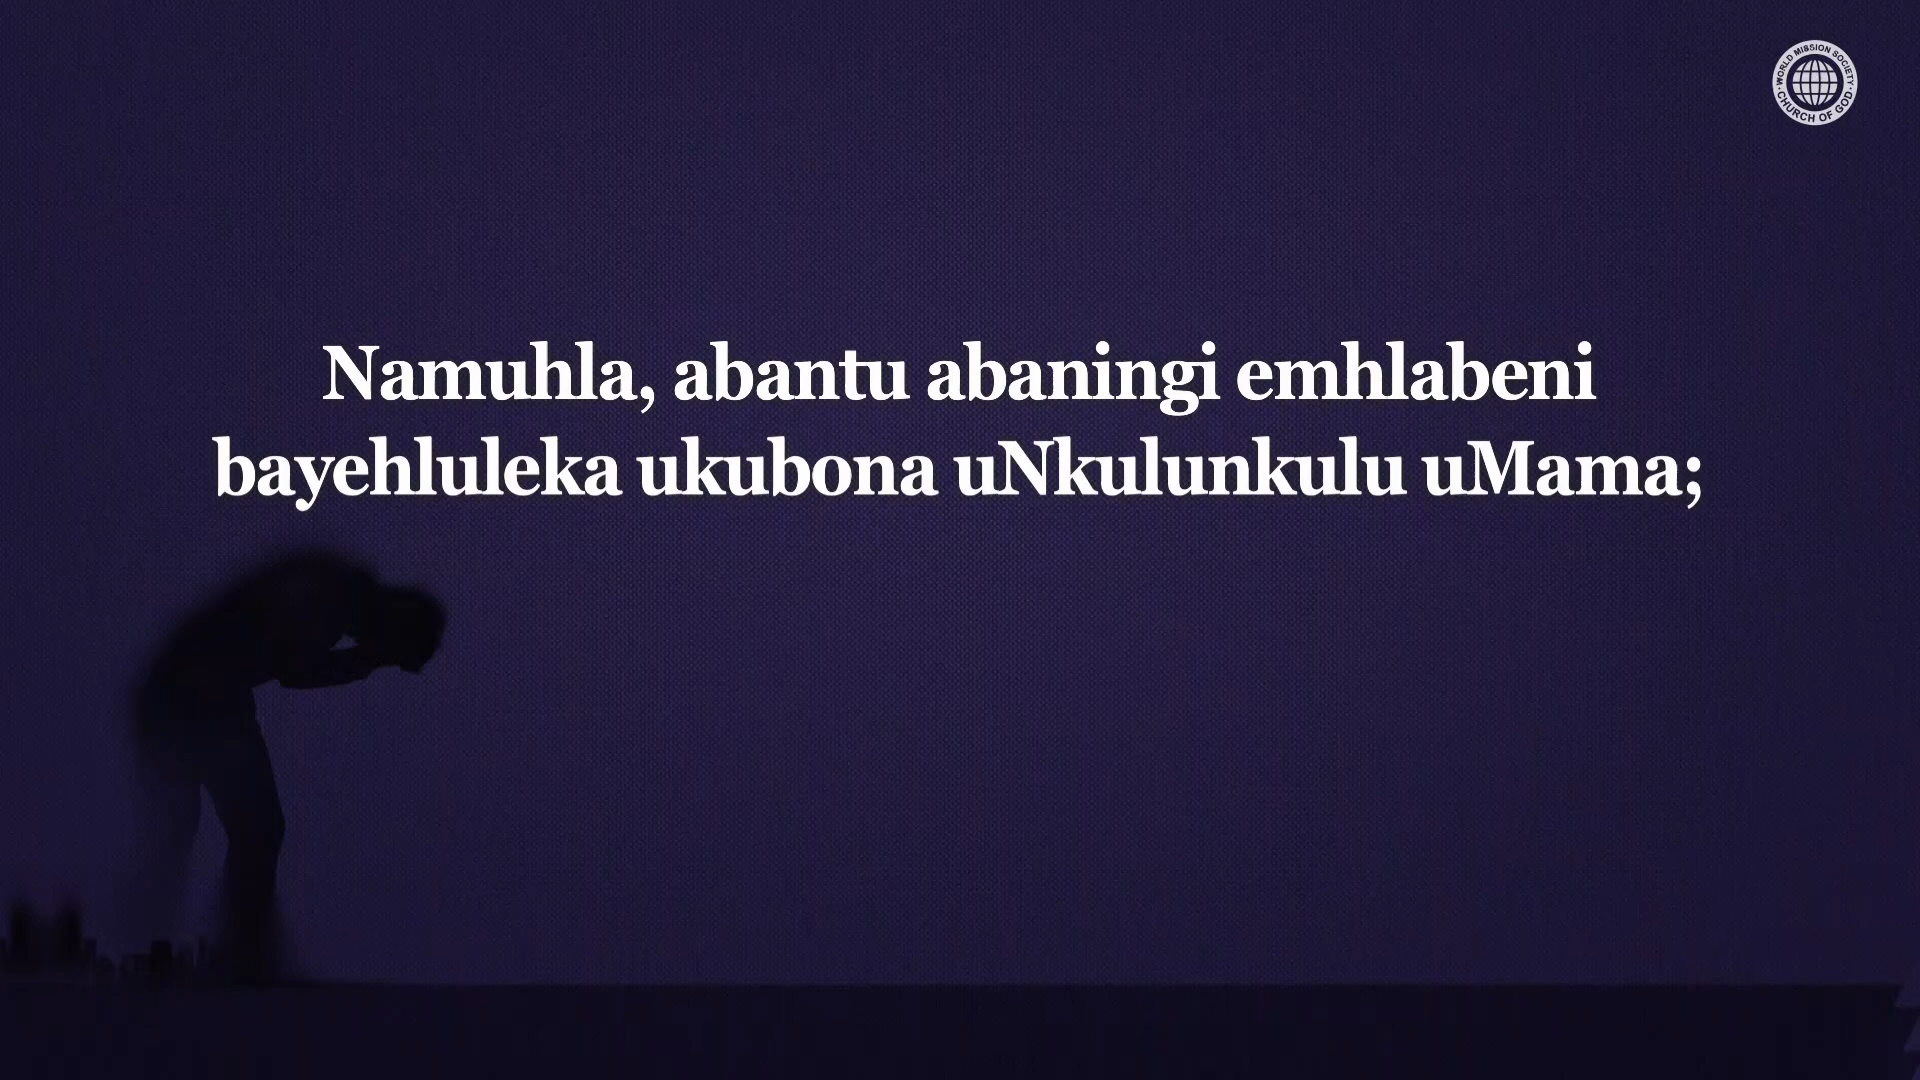 WORLD MISSION SOCIETY
CHURCH OF GOD
Namuhla, abantu abaningi emhlabeni
bayehluleka ukubona uNkulunkulu uMama;